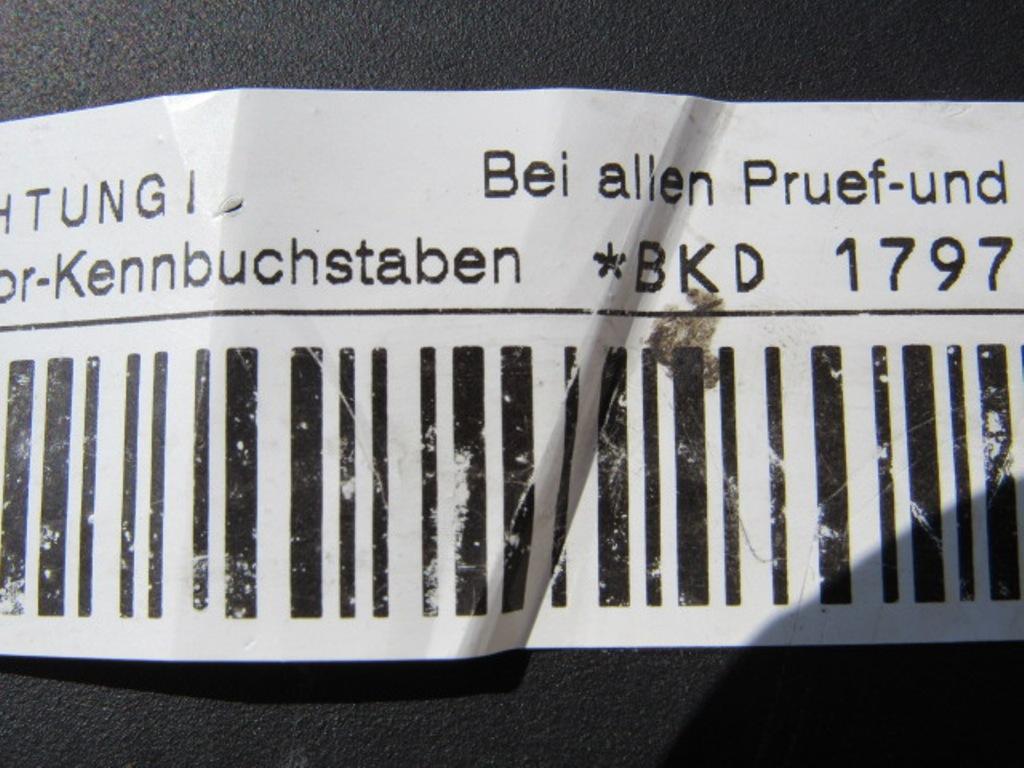 HTUNG! Bei allen Pruef-und
or-Kennbuchstaben *BKD 1797